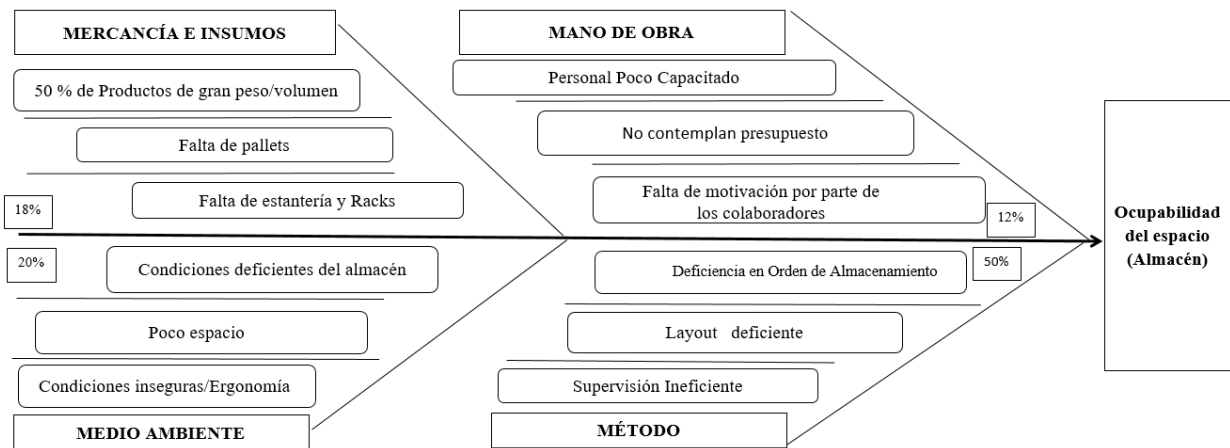 MERCANCÍA E INSUMOS
50 % de Productos de gran peso/volumen
Falta de pallets
Falta de estantería y Racks
18%
MANO DE OBRA
Personal Poco Capacitado
No contemplan presupuesto
Falta de motivación por parte de
los colaboradores
12%
20%
Condiciones deficientes del almacén
Poco espacio
Condiciones inseguras/Ergonomía
MEDIO AMBIENTE
50%
Deficiencia en Orden de Almacenamiento
Layout deficiente
Supervisión Ineficiente
MÉTODO
Ocupabilidad
del espacio
(Almacén)